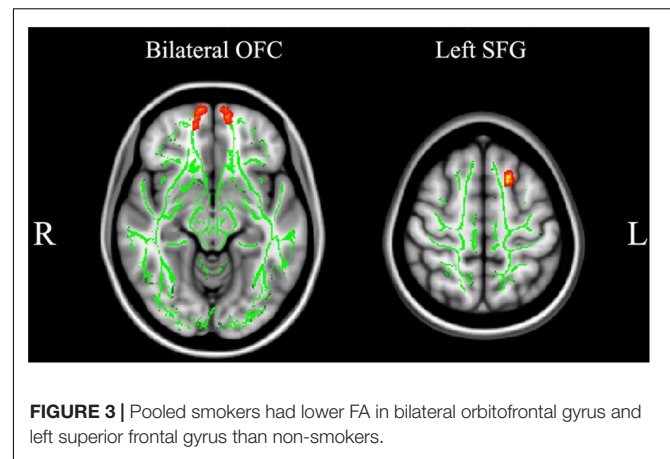 Bilateral OFC Left SFG
R L
FIGURE 3 | Pooled smokers had lower FA in bilateral orbitofrontal gyrus and
left superior frontal gyrus than non-smokers.